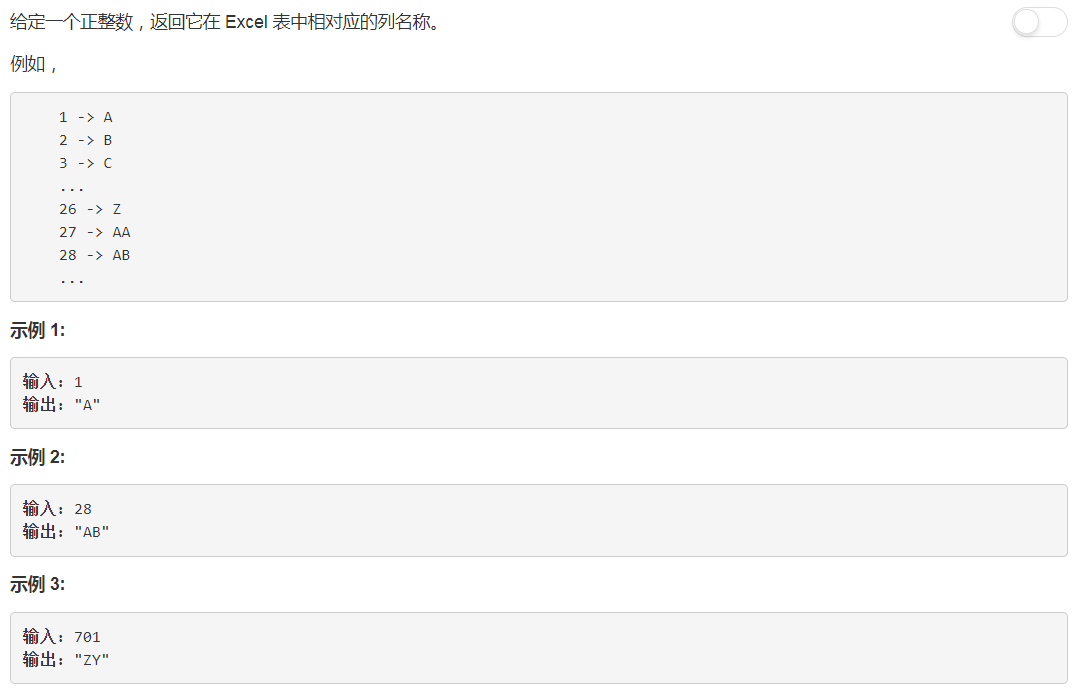 给定一个正整数，返回它在 Excel 表中相对应的列名称。
例如，
1 -> A
2 -> B
3 -> C
...
26 -> Z
27 -> AA
28 -> AB
...
示例 1:
输入: 1
输出: "A"
示例 2:
输入: 28
输出: "AB"
示例 3:
输入: 701
输出: "ZY"